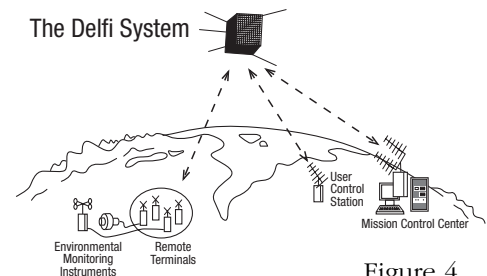 The Delfi System
User
Control
Station
Mission Control Center
Environmental
Monitoring
Instruments
Remote
Terminals
Figure 4